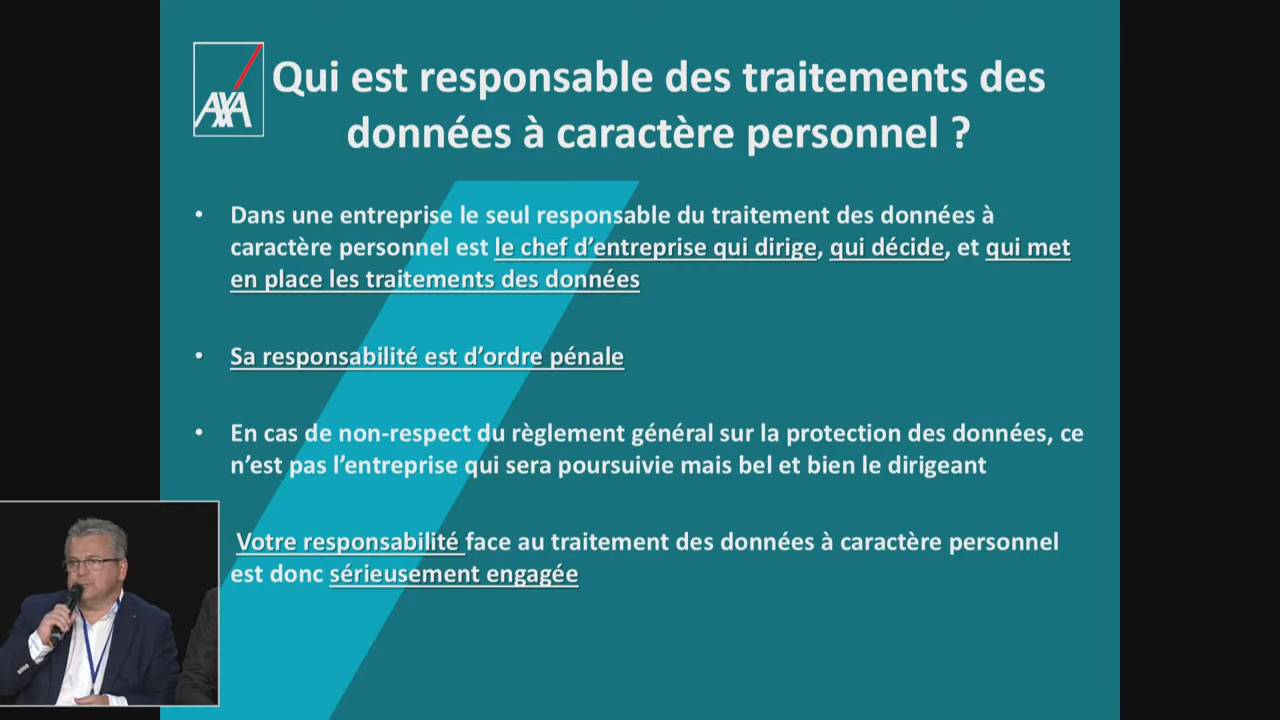 AXA
Qui est responsable des traitements des
données à caractère personnel ?
• Dans une entreprise le seul responsable du traitement des données à
caractère personnel est le chef d’entreprise qui dirige, qui décide, et qui met
en place les traitements des données
• Sa responsabilité est d’ordre pénale
• En cas de non-respect du règlement général sur la protection des données, ce
n’est pas l’entreprise qui sera poursuivie mais bel et bien le dirigeant
Votre responsabilité face au traitement des données à caractère personnel
est donc sérieusement engagée